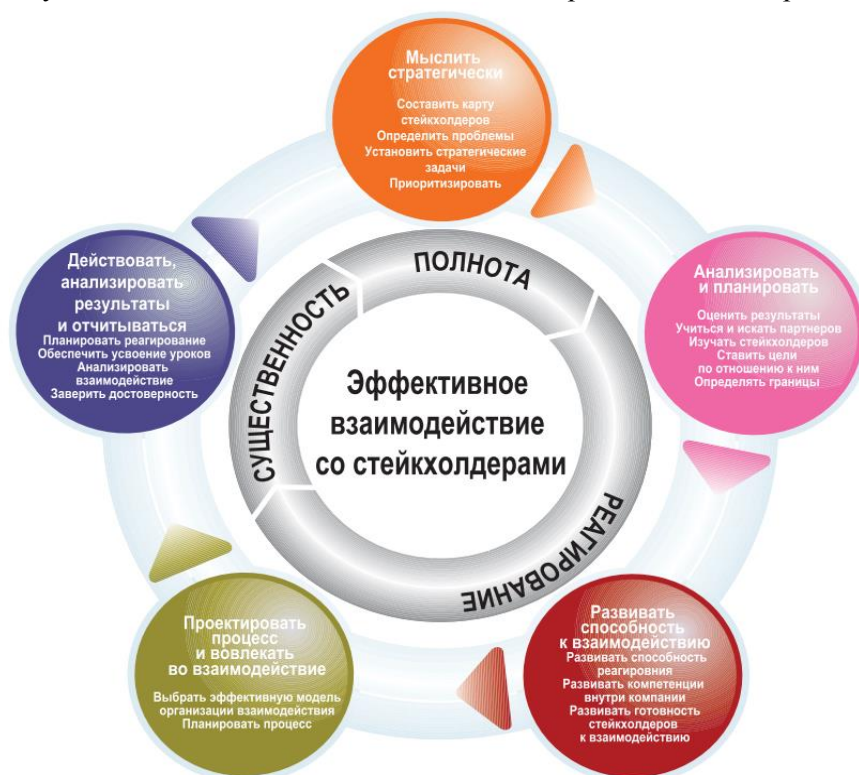 Мыслить
стратегически
Составить карту
стейкхолдеров
Определить проблемы
Установить стратегические
задачи
Приоритизировать
Анализировать
и планировать
Оценить результаты
Учиться и искать партнеров
Изучать стейкхолдеров
Ставить цели
по отношению к ним
Определять границы
Развивать
способность
к взаимодействию
Развивать способность
реагировния
Развивать компетенции
внутри компании
Развивать готовность
стейкхолдеров
к взаимодействию
Проектировать
процесс
и вовлекать
во взаимодействие
Выбрать эффективную модель
организации взаимодействия
Планировать процесс
Действовать,
анализировать
результаты
и отчитываться
Планировать реагирование
Обеспечить усвоение уроков
Анализировать
взаимодействие
Заверить достоверность
ПОЛНОТА
РЕАГИРОВАНИЕ
СУЩЕСТВЕННОСТЬ
Эффективное
взаимодействие
со стейкхолдерами